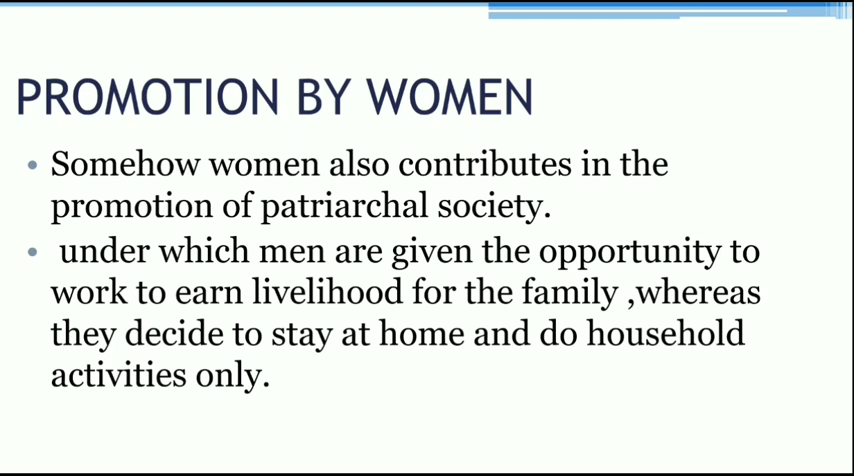 PROMOTION BY WOMEN
• Somehow women also contributes in the
promotion of patriarchal society.
• under which men are given the opportunity to
work to earn livelihood for the family ,whereas
they decide to stay at home and do household
activities only.